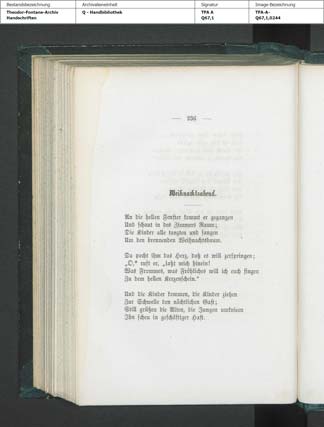 Bestandsbezeichnung Archivalieneinheit Signatur Image-Bezeichnung
Theodor-Fontane-Archiv Q - Handbibliothek TFA A TFA-A-
Handschriften Q57,1 Q67,1,0244
— 236 —
Weihnachtsabend.
An die hellen Fenster kommt er gegangen
Und schaut in des Zimmers Raum;
Die Kinder alle tanzten und sangen
Um den brennenden Weihnachtsbaum.
Da pocht ihm das Herz, daß es will zerspringen;
„O,“ ruft er, „laßt mich hinein!
Was Frommes, was Fröhliches will ich euch singen
Zu dem hellen Kerzenschein.“
Und die Kinder kommen, die Kinder ziehen
Zur Schwelle den nächtlichen Gast;
Still grüßen die Alten, die Jungen umknieen
Ihn scheu in geschäftiger Hast.